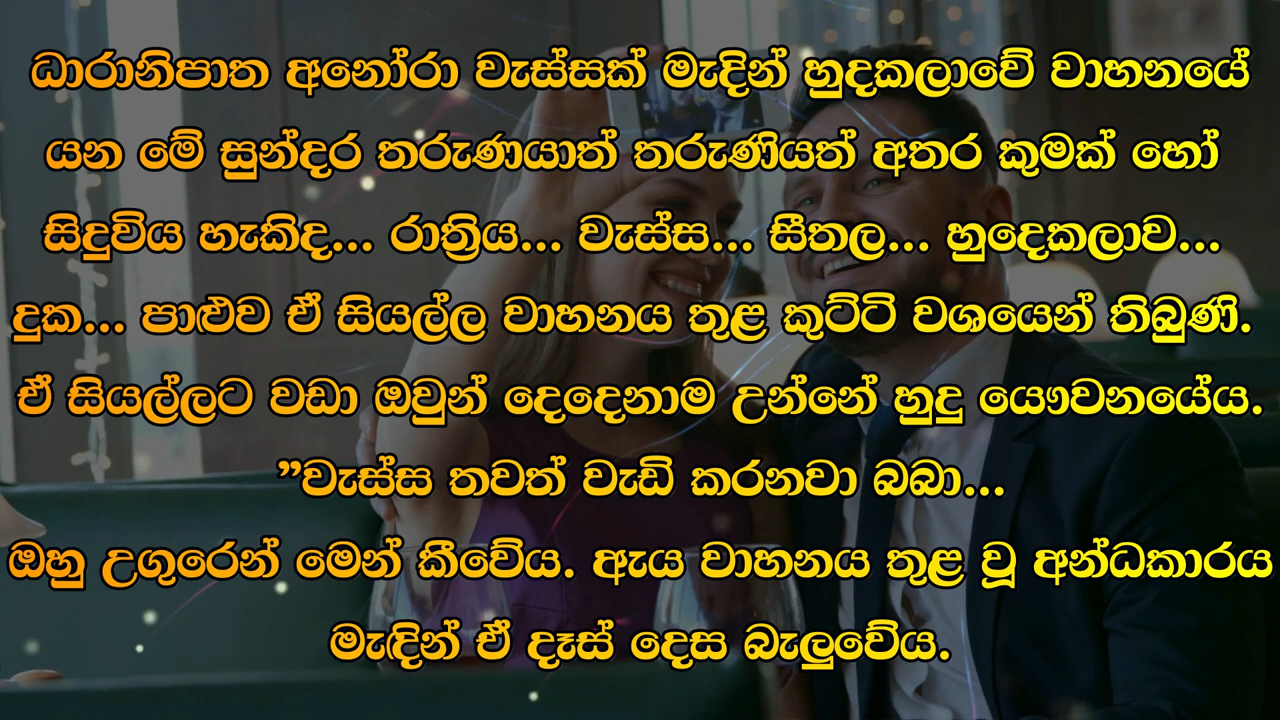 ධාරානිපාත අනෝරා වැස්සක් මැදින් හුදකලාවේ වාහනයේ
යන මේ සුන්දර තරුණයාත් තරුණියත් අතර කුමක් හෝ
සිදුවිය හැකිද... රාත්‍රිය... වැස්ස... සීතල... හුදෙකලාව...
දුක... පාළුව ඒ සියල්ල වාහනය තුළ කුට්ටි වශයෙන් තිබුණි.
ඒ සියල්ලට වඩා ඔවුන් දෙදෙනාම උන්නේ හුදු යෞවනයේය.
”වැස්ස තවත් වැඩි කරනවා බබා...
ඔහු උගුරෙන් මෙන් කීවේය. ඇය වාහනය තුළ වූ අන්ධකාරය
මැඳින් ඒ දෑස් දෙස බැලුවේය.